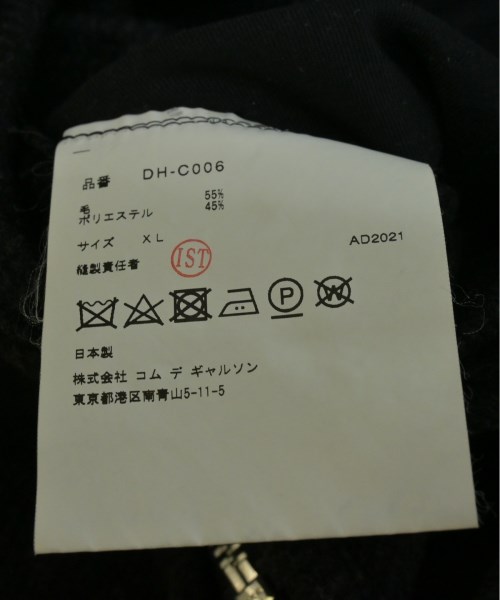 品番 DH-C006
毛 55%
ポリエステル 45%
サイズ XL
AD2021
縫製責任者 IST
P
W
日本製
株式会社 コム デ ギャルソン
東京都港区南青山5-11-5